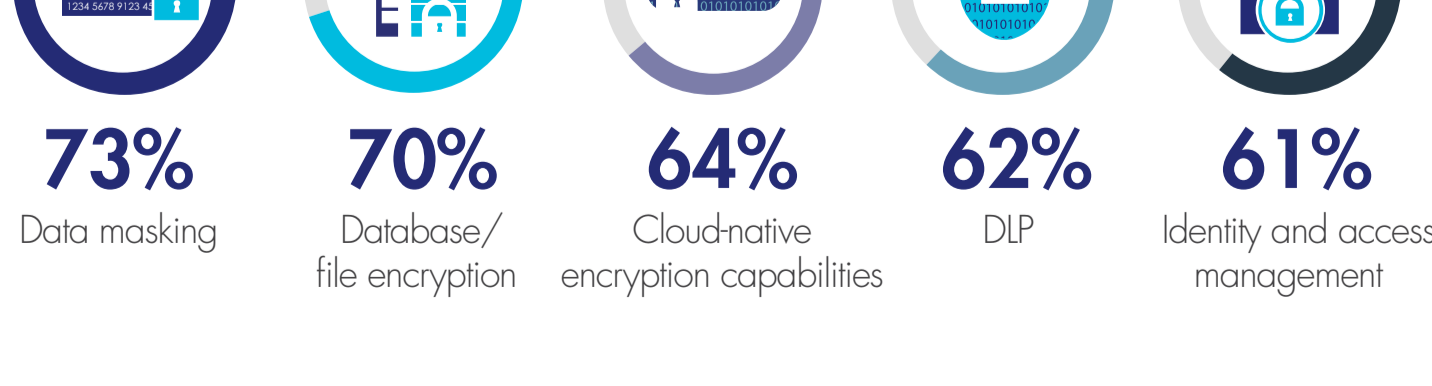 1234 5678 9123 45
73%
Data masking
70%
Database/
file encryption
01010101010
64%
Cloud-native
encryption capabilities
62%
DLP
61%
Identity and access
management